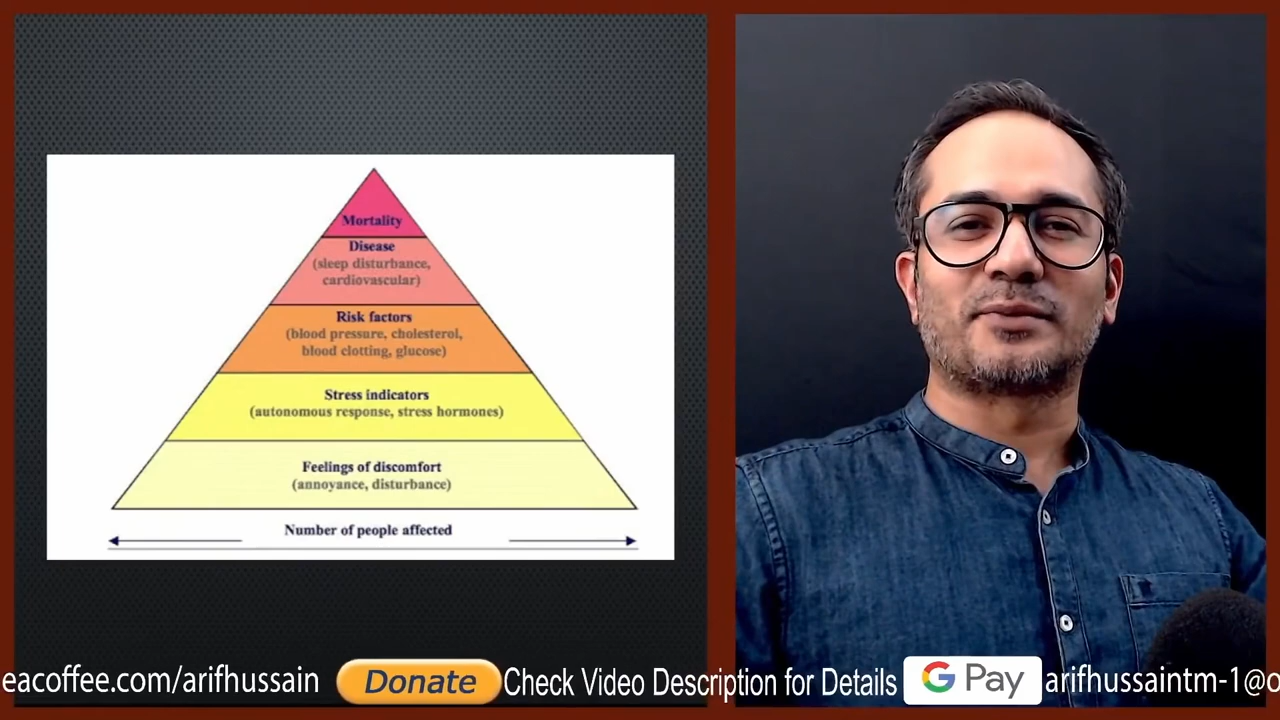 Mortality
Disease
(sleep disturbance,
cardiovascular)
Risk factors
(blood pressure, cholesterol,
blood clotting, glucose)
Stress indicators
(autonomous response, stress hormones)
Feelings of discomfort
(annoyance, disturbance)
Number of people affected
eacoffee.com/arifhussain Donate Check Video Description for Details G Pay arifhussaintm-1@o